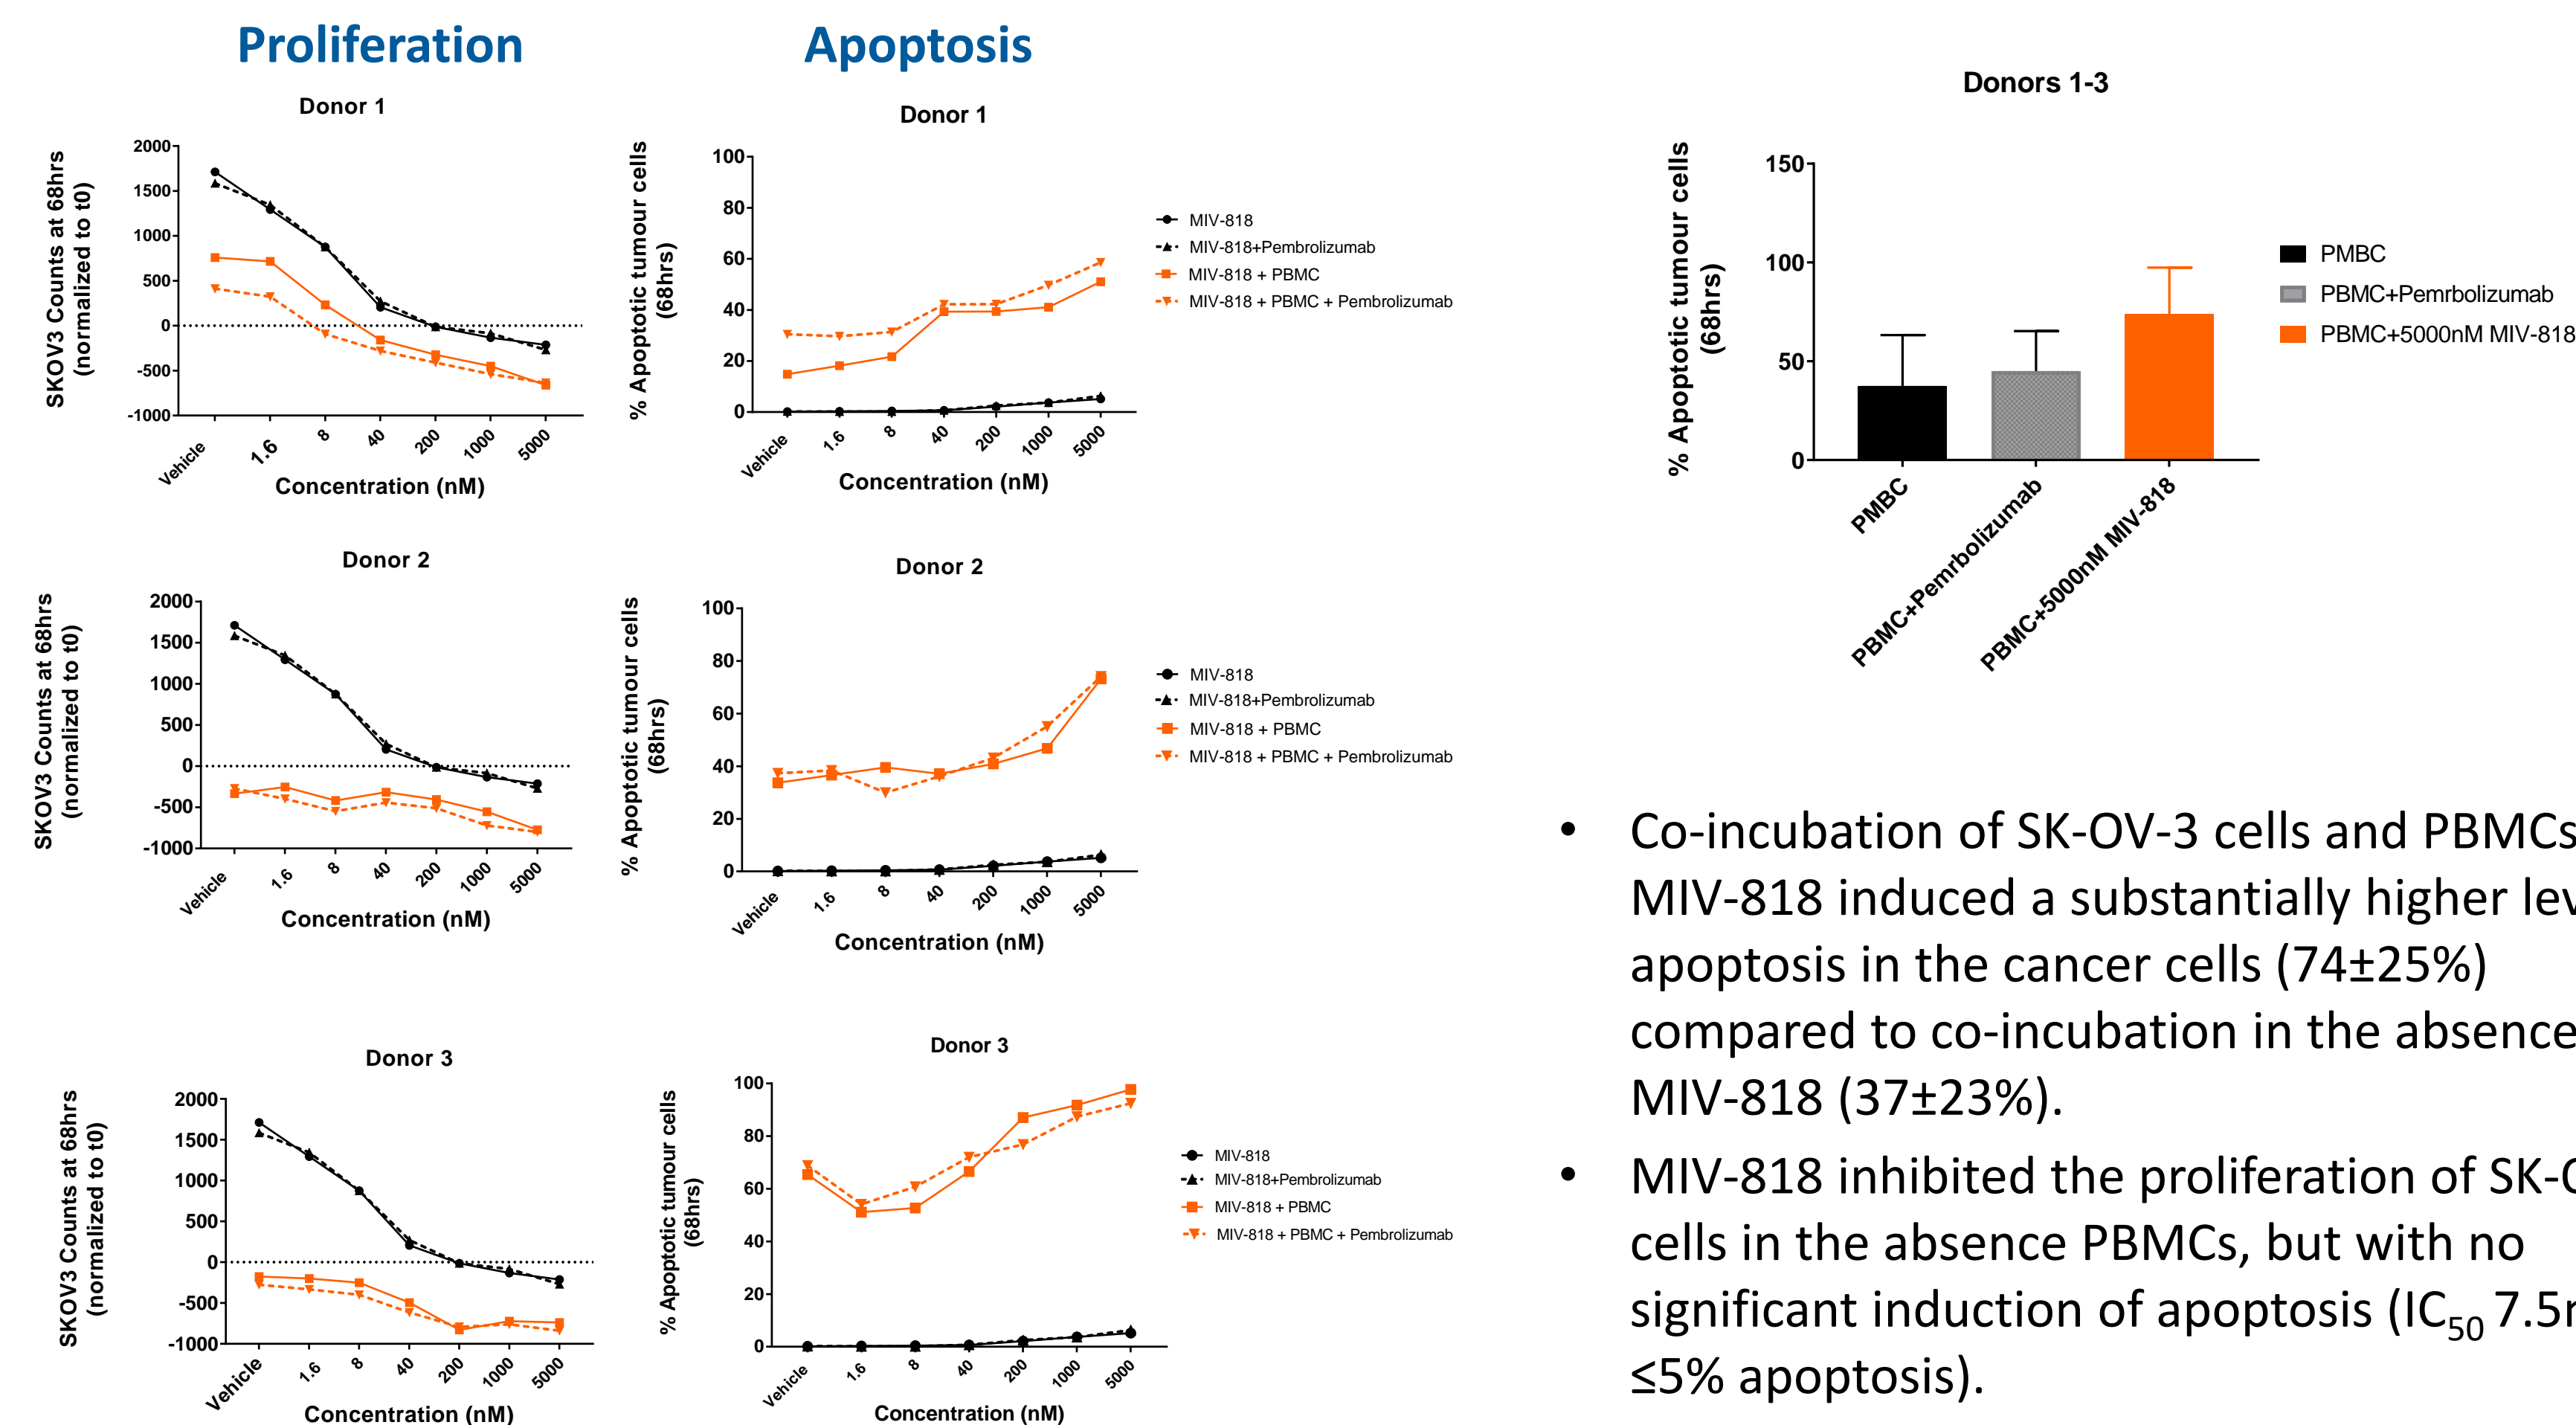 Proliferation
Apoptosis
Donor 1
SKOV3 Counts at 68hrs
(normalized to t0)
2000
1500
1000
500
0
-500
-1000
Vehicle
1.6
8
40
200
1000
5000
Concentration (nM)
Donor 1
% Apoptotic tumour cells
(68hrs)
100
80
60
40
20
0
Vehicle
1.6
8
40
200
1000
5000
Concentration (nM)
MIV-818
MIV-818+Pembrolizumab
MIV-818 + PBMC
MIV-818 + PBMC + Pembrolizumab
Donor 2
SKOV3 Counts at 68hrs
(normalized to t0)
2000
1500
1000
500
0
-500
-1000
Vehicle
1.6
8
40
200
1000
5000
Concentration (nM)
Donor 2
% Apoptotic tumour cells
(68hrs)
100
80
60
40
20
0
Vehicle
1.6
8
40
200
1000
5000
Concentration (nM)
MIV-818
MIV-818+Pembrolizumab
MIV-818 + PBMC
MIV-818 + PBMC + Pembrolizumab
Donor 3
SKOV3 Counts at 68hrs
(normalized to t0)
2000
1500
1000
500
0
-500
-1000
Vehicle
1.6
8
40
200
1000
5000
Concentration (nM)
Donor 3
% Apoptotic tumour cells
(68hrs)
100
80
60
40
20
0
Vehicle
1.6
8
40
200
1000
5000
Concentration (nM)
MIV-818
MIV-818+Pembrolizumab
MIV-818 + PBMC
MIV-818 + PBMC + Pembrolizumab
Donors 1-3
% Apoptotic tumour cells
(68hrs)
150
100
50
0
PMBC
PBMC+Pemrbolizumab
PBMC+5000nM MIV-818
PMBC
PBMC+Pemrbolizumab
PBMC+5000nM MIV-818
• Co-incubation of SK-OV-3 cells and PBMCs
MIV-818 induced a substantially higher lev
apoptosis in the cancer cells (74±25%)
compared to co-incubation in the absence
MIV-818 (37±23%).
• MIV-818 inhibited the proliferation of SK-O
cells in the absence PBMCs, but with no
significant induction of apoptosis (IC50 7.5n
≤5% apoptosis).